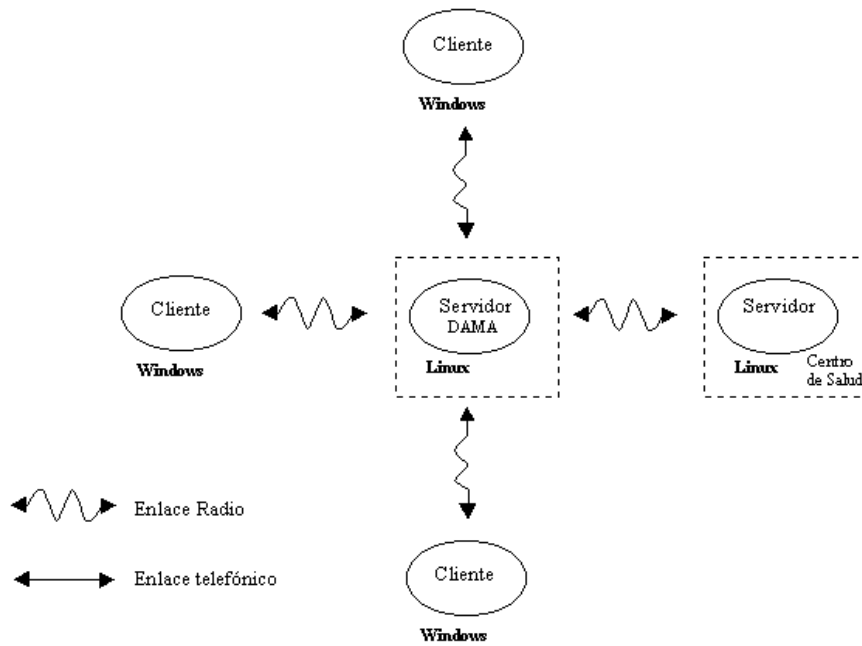 Cliente
Windows
Cliente
Windows
Servidor
DAMA
Linux
Servidor
Linux
Centro
de Salud
Enlace Radio
Enlace telefónico
Cliente
Windows